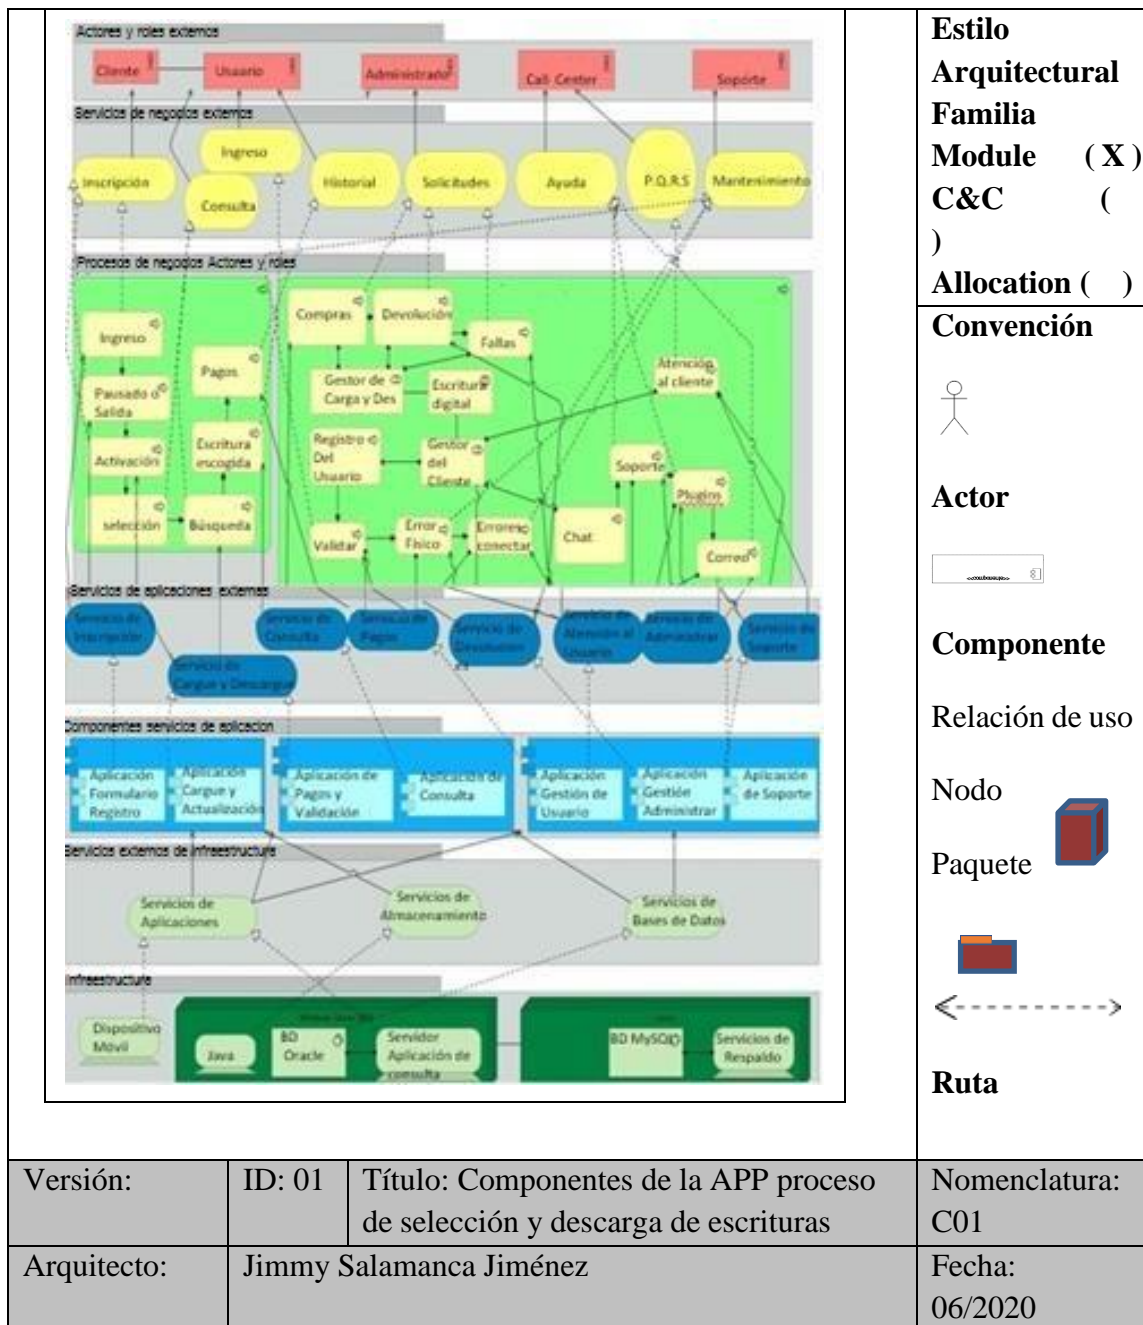 Actores y roles externos
Cliente
Usuario
Administrado
r
Call Center
Soporte
Servicios de negocios externos
Inscripción
Ingreso
Consulta
Historial
Solicitudes
Ayuda
P.Q.R.S
Mantenimiento
Procesos de negocios Actores y roles
Ingreso
Pausado o
Salida
Activación
selección
Pagos
Escritura
escogida
Búsqueda
Compras
Devolución
Fallas
Gestor de
Carga y Des
Escritura
digital
Registro
Del
Usuario
Gestor
del
Cliente
Validar
Error
Físico
Errores
conectar
Chat
Atención
al cliente
Soporte
Plugins
Correo
Servicios de aplicaciones externas
Servicio de
Inscripción
Servicio de
Cargue y Descargue
Servicio de
Consulta
Servicio de
Pagos
Servicio de
Devolucion
es
Servicio de
Atención al
Usuario
Servicio de
Administrar
Servicio de
Soporte
Componentes servicios de aplicacion
Aplicación
Formulario
Registro
Aplicación
Cargue y
Actualización
Aplicación de
Pagos y
Validación
Aplicación de
Consulta
Aplicación
Gestión de
Usuario
Aplicación
Gestión
Administrar
Aplicación
de Soporte
Servicios externos de infraestructura
Servicios de
Aplicaciones
Servicios de
Almacenamiento
Servicios de
Bases de Datos
Infraestructura
Dispositivo
Móvil
Java
BD
Oracle
Servidor
Aplicación de
consulta
BD MySQL
Servicios de
Respaldo
Estilo
Arquitectural
Familia
Module ( X )
C&C (
)
Allocation ( )
Convención
Actor
Componente
Relación de uso
Nodo
Paquete
Ruta
Versión:
ID: 01
Título: Componentes de la APP proceso
de selección y descarga de escrituras
Nomenclatura:
C01
Arquitecto:
Jimmy Salamanca Jiménez
Fecha:
06/2020